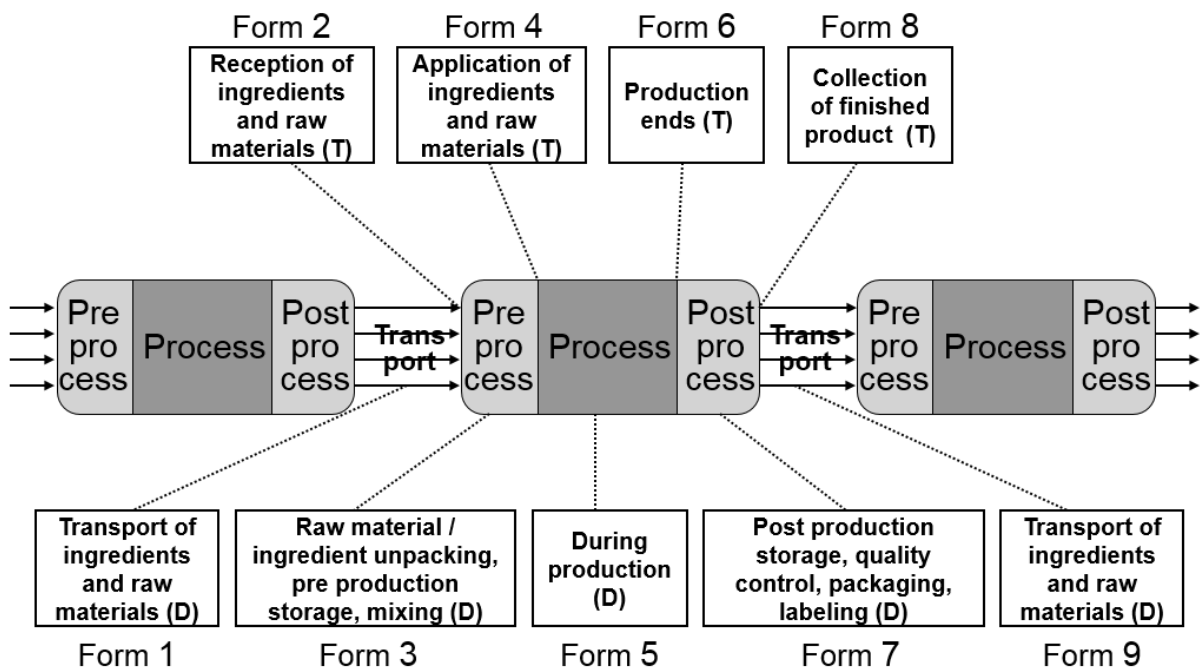 Form 2
Form 4
Form 6
Form 8
Reception of
ingredients
and raw
materials (T)
Application of
ingredients
and raw
materials (T)
Production
ends (T)
Collection
of finished
product (T)
Pre
pro
cess
Process
Post
pro
cess
Trans
port
Pre
pro
cess
Process
Post
pro
cess
Trans
port
Pre
pro
cess
Process
Post
pro
cess
Transport of
ingredients
and raw
materials (D)
Raw material /
ingredient unpacking,
pre production
storage, mixing (D)
During
production
(D)
Post production
storage, quality
control, packaging,
labeling (D)
Transport of
ingredients
and raw
materials (D)
Form 1
Form 3
Form 5
Form 7
Form 9